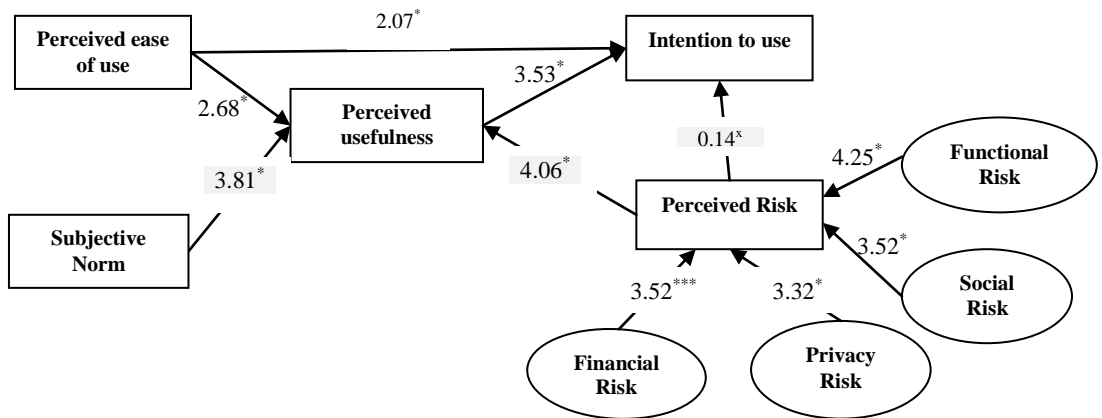 2.07*
Perceived ease
of use
Intention to use
3.53*
2.68*
Perceived
usefulness
0.14x
4.25*
Functional
Risk
3.81*
4.06*
Perceived Risk
Subjective
Norm
3.52*
Social
Risk
3.52***
3.32*
Financial
Risk
Privacy
Risk